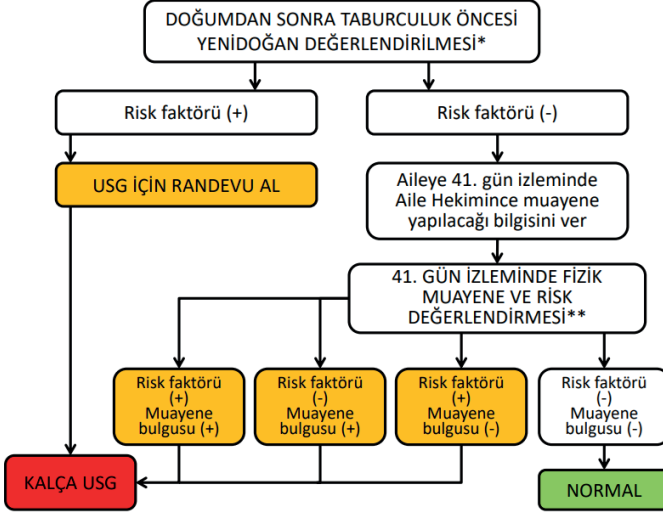 DOĞUMDAN SONRA TABURCULUK ÖNCESİ
YENİDOĞAN DEĞERLENDİRİLMESİ*
Risk faktörü (+)
Risk faktörü (-)
USG İÇİN RANDEVU AL
Aileye 41. gün izleminde
Aile Hekimince muayene
yapılacağı bilgisini ver
41. GÜN İZLEMİNDE FİZİK
MUAYENE VE RİSK
DEĞERLENDİRMESİ**
Risk faktörü
(+)
Muayene
bulgusu (+)
Risk faktörü
(-)
Muayene
bulgusu (+)
Risk faktörü
(+)
Muayene
bulgusu (-)
Risk faktörü
(-)
Muayene
bulgusu (-)
KALÇA USG
NORMAL